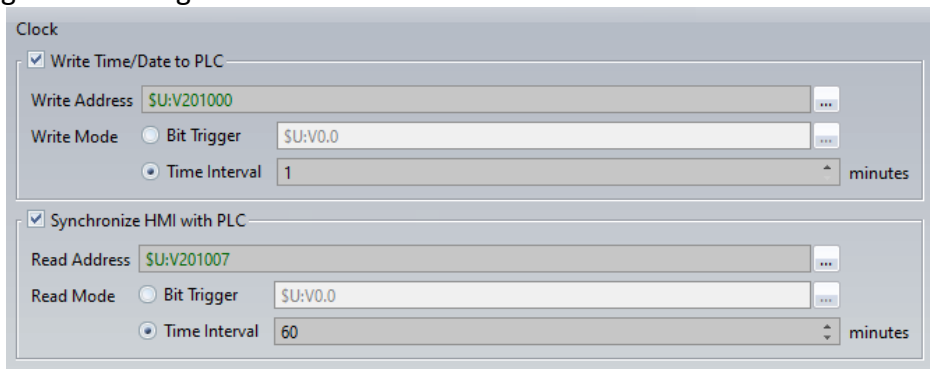 Clock
Write Time/Date to PLC
Write Address $U:V201000 ...
Write Mode Bit Trigger $U:V0.0 ...
Time Interval 1 minutes
Synchronize HMI with PLC
Read Address $U:V201007 ...
Read Mode Bit Trigger $U:V0.0 ...
Time Interval 60 minutes